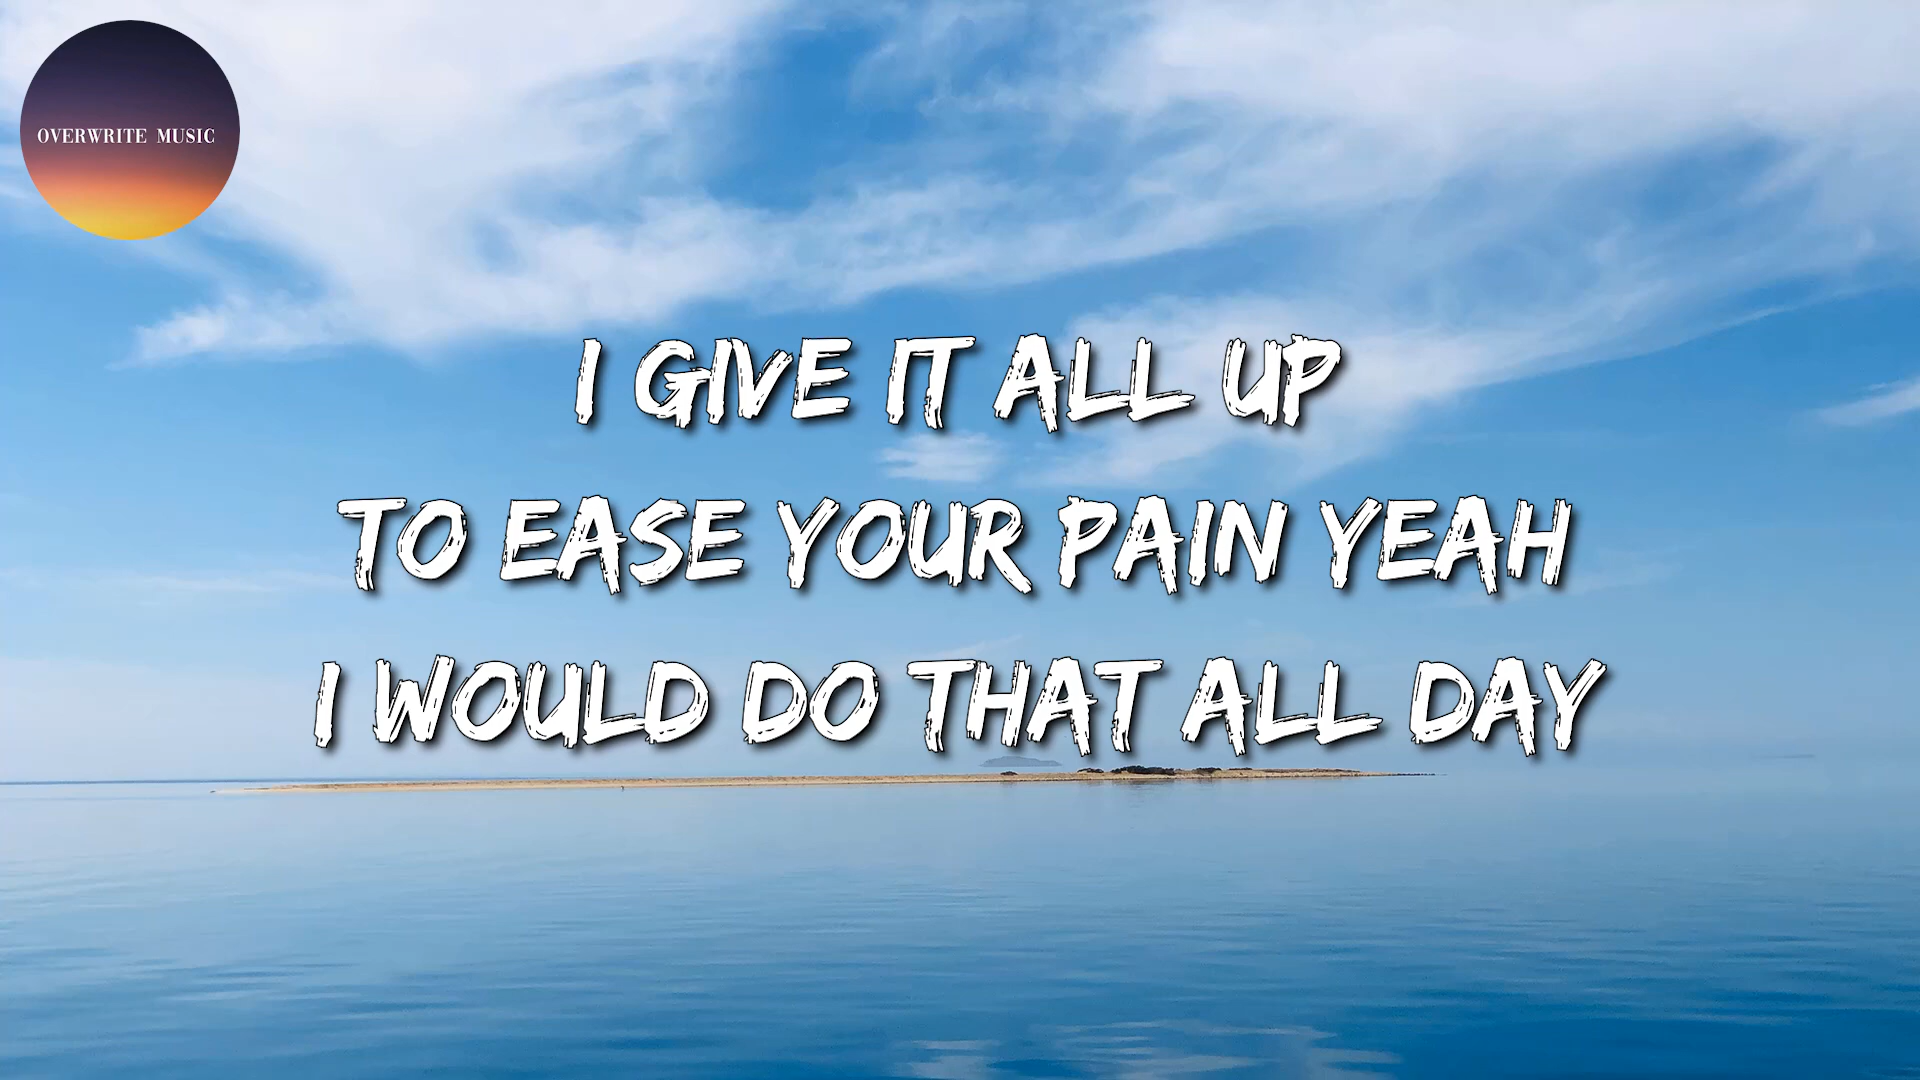 OVERWRITE MUSIC
I GIVE IT ALL UP
TO EASE YOUR PAIN YEAH
I WOULD DO THAT ALL DAY